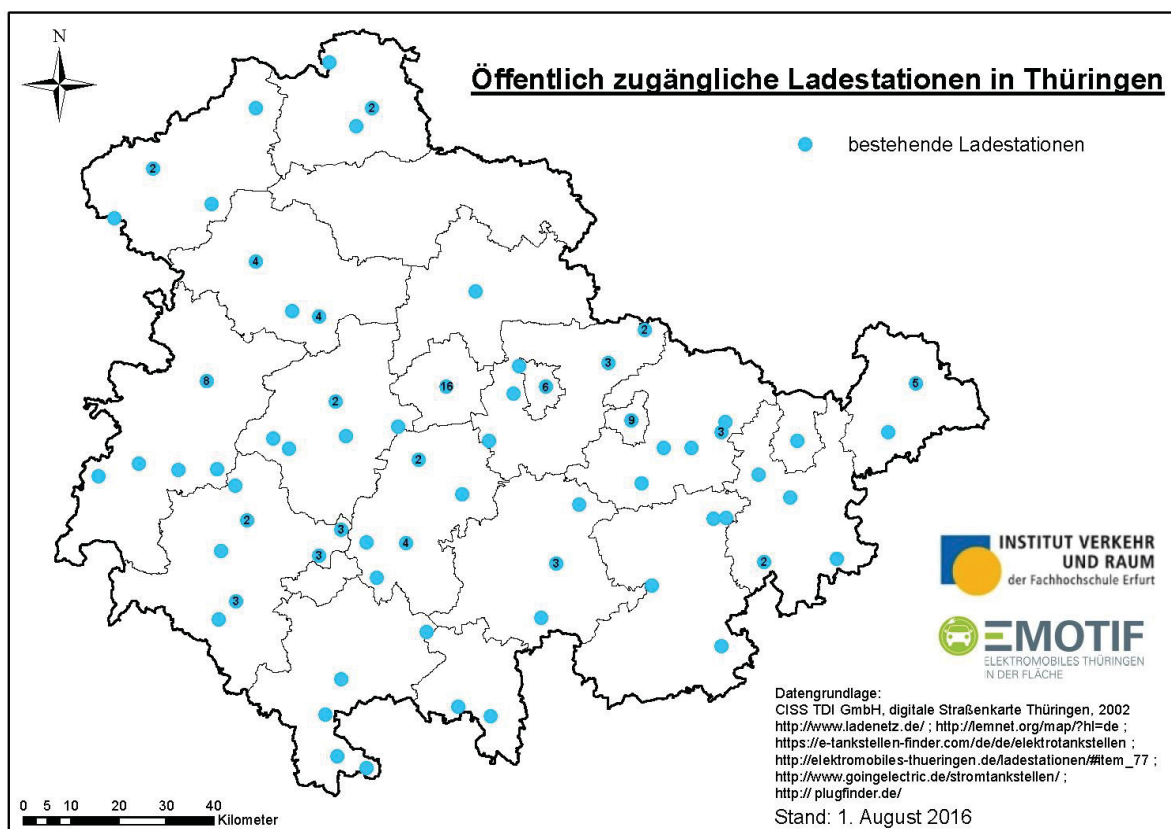 N
Öffentlich zugängliche Ladestationen in Thüringen
bestehende Ladestationen
2
2
4
4
2
3
8
16
6
5
2
9
3
2
2
3
4
3
3
2
3
INSTITUT VERKEHR
UND RAUM
der Fachhochschule Erfurt
EMOTIF
ELEKTROMOBILES THÜRINGEN
IN DER FLÄCHE
Datengrundlage:
CISS TDI GmbH, digitale Straßenkarte Thüringen, 2002
http://www.ladenetz.de/ ; http://lemnet.org/map/?hl=de ;
https://e-tankstellen-finder.com/de/de/elektrotankstellen ;
http://elektromobiles-thueringen.de/ladestationen/#item_77 ;
http://www.goingelectric.de/stromtankstellen/ ;
http:// plugfinder.de/
Stand: 1. August 2016
0 5 10 20 30 40
Kilometer